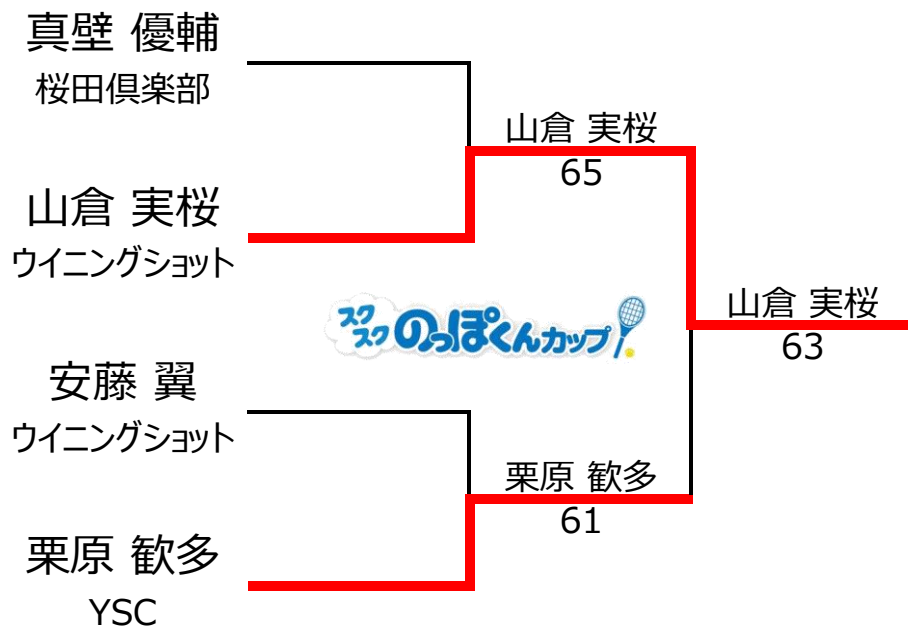 真壁 優輔
桜田倶楽部
山倉 実桜
65
山倉 実桜
ウイニングショット
スクスク のっぽくんカップ
山倉 実桜
63
安藤 翼
ウイニングショット
栗原 歓多
61
栗原 歓多
YSC